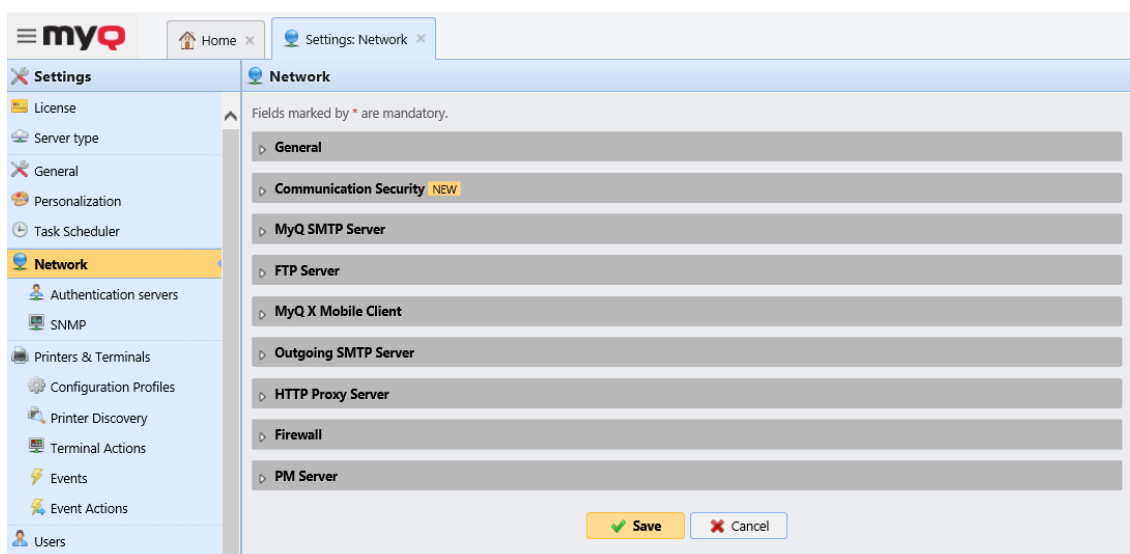 myQ
Home
Settings: Network
Settings
License
Server type
General
Personalization
Task Scheduler
Network
Authentication servers
SNMP
Printers & Terminals
Configuration Profiles
Printer Discovery
Terminal Actions
Events
Event Actions
Users
Network
Fields marked by * are mandatory.
General
Communication Security NEW
MyQ SMTP Server
FTP Server
MyQ X Mobile Client
Outgoing SMTP Server
HTTP Proxy Server
Firewall
PM Server
Save
Cancel